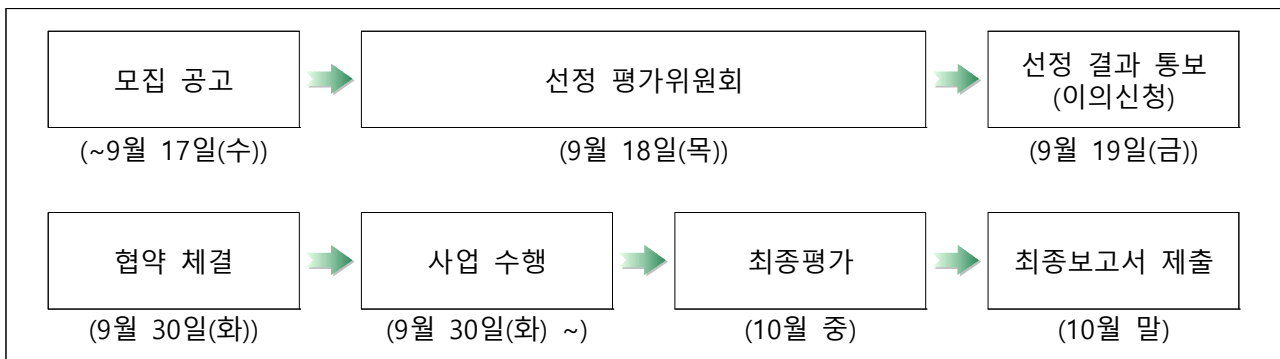 모집 공고
선정 평가위원회
선정 결과 통보
(이의신청)
(~9월 17일(수))
(9월 18일(목))
(9월 19일(금))
협약 체결
사업 수행
최종평가
최종보고서 제출
(9월 30일(화))
(9월 30일(화) ~)
(10월 중)
(10월 말)